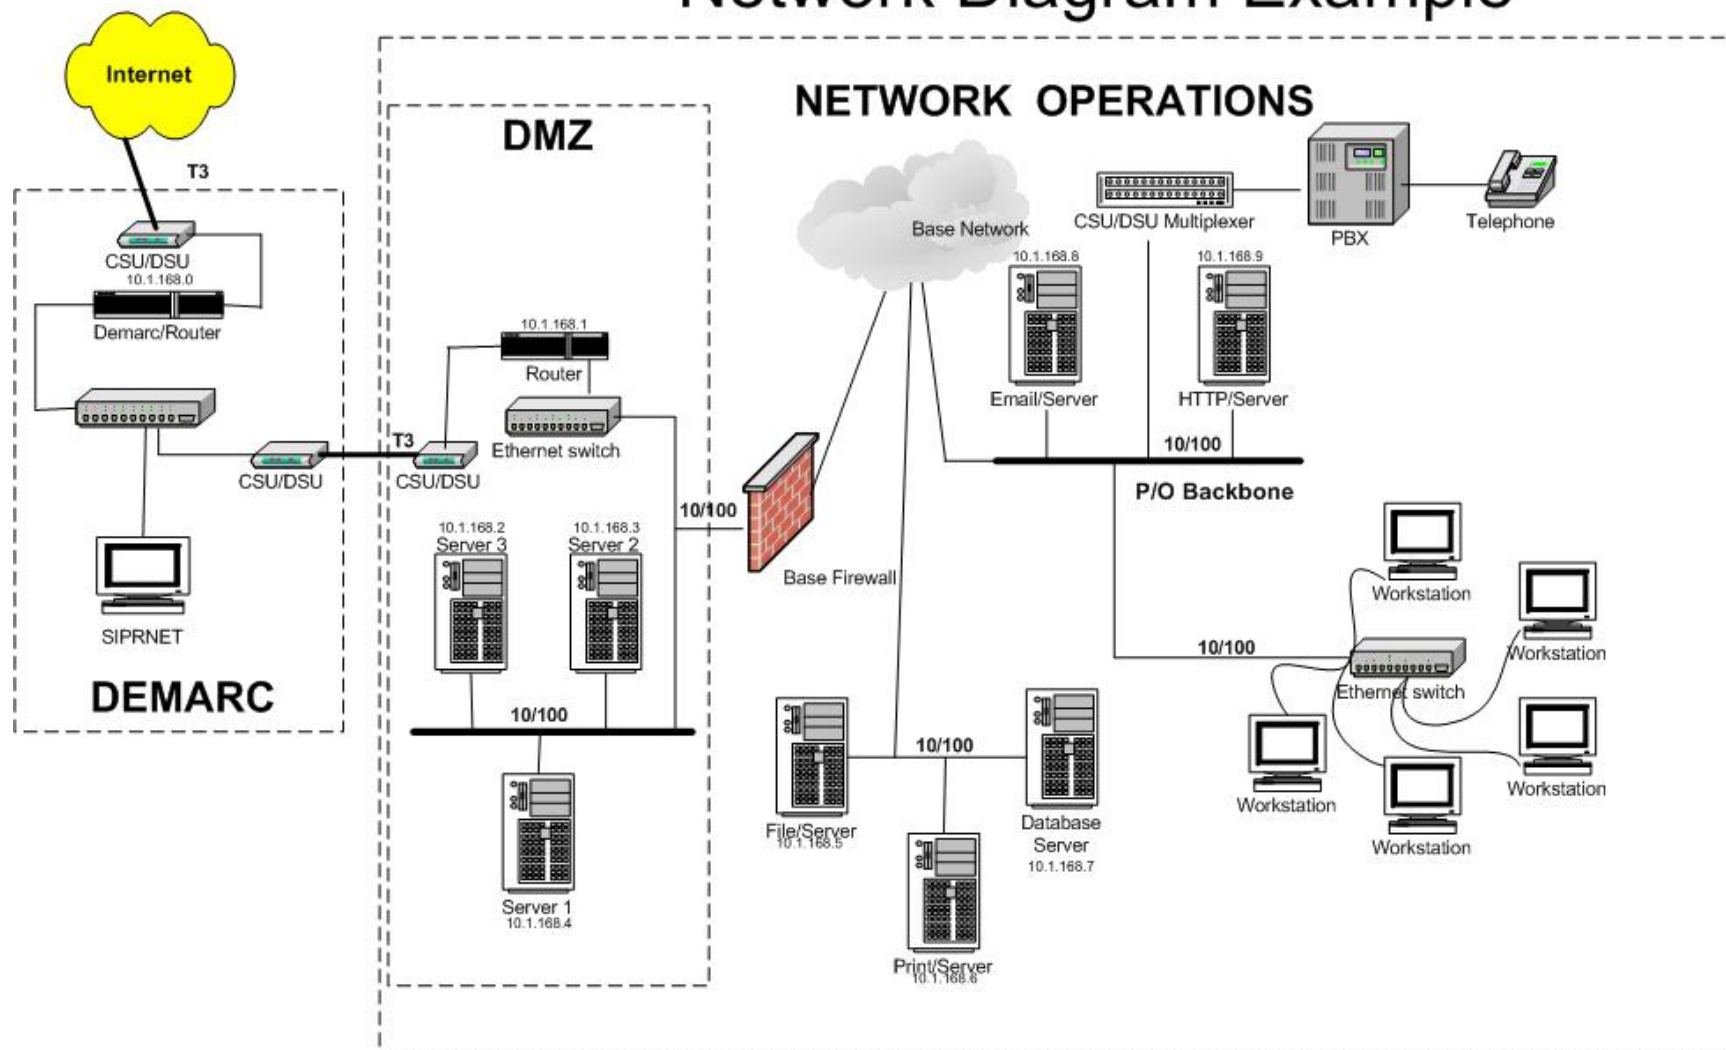 Network Diagram Example
Internet
T3
CSU/DSU
10.1.168.0
Demarc/Router
CSU/DSU
SIPRNET
DEMARC
DMZ
10.1.168.1
Router
Ethernet switch
T3
CSU/DSU
10/100
10.1.168.2
Server 3
10.1.168.3
Server 2
10/100
Server 1
10.1.168.4
NETWORK OPERATIONS
Base Network
CSU/DSU Multiplexer
PBX
Telephone
10.1.168.8
Email/Server
10.1.168.9
HTTP/Server
10/100
P/O Backbone
Base Firewall
Workstation
Workstation
10/100
Ethernet switch
Workstation
Workstation
Workstation
10/100
File/Server
10.1.168.5
Database
Server
10.1.168.7
Print/Server
10.1.168.6